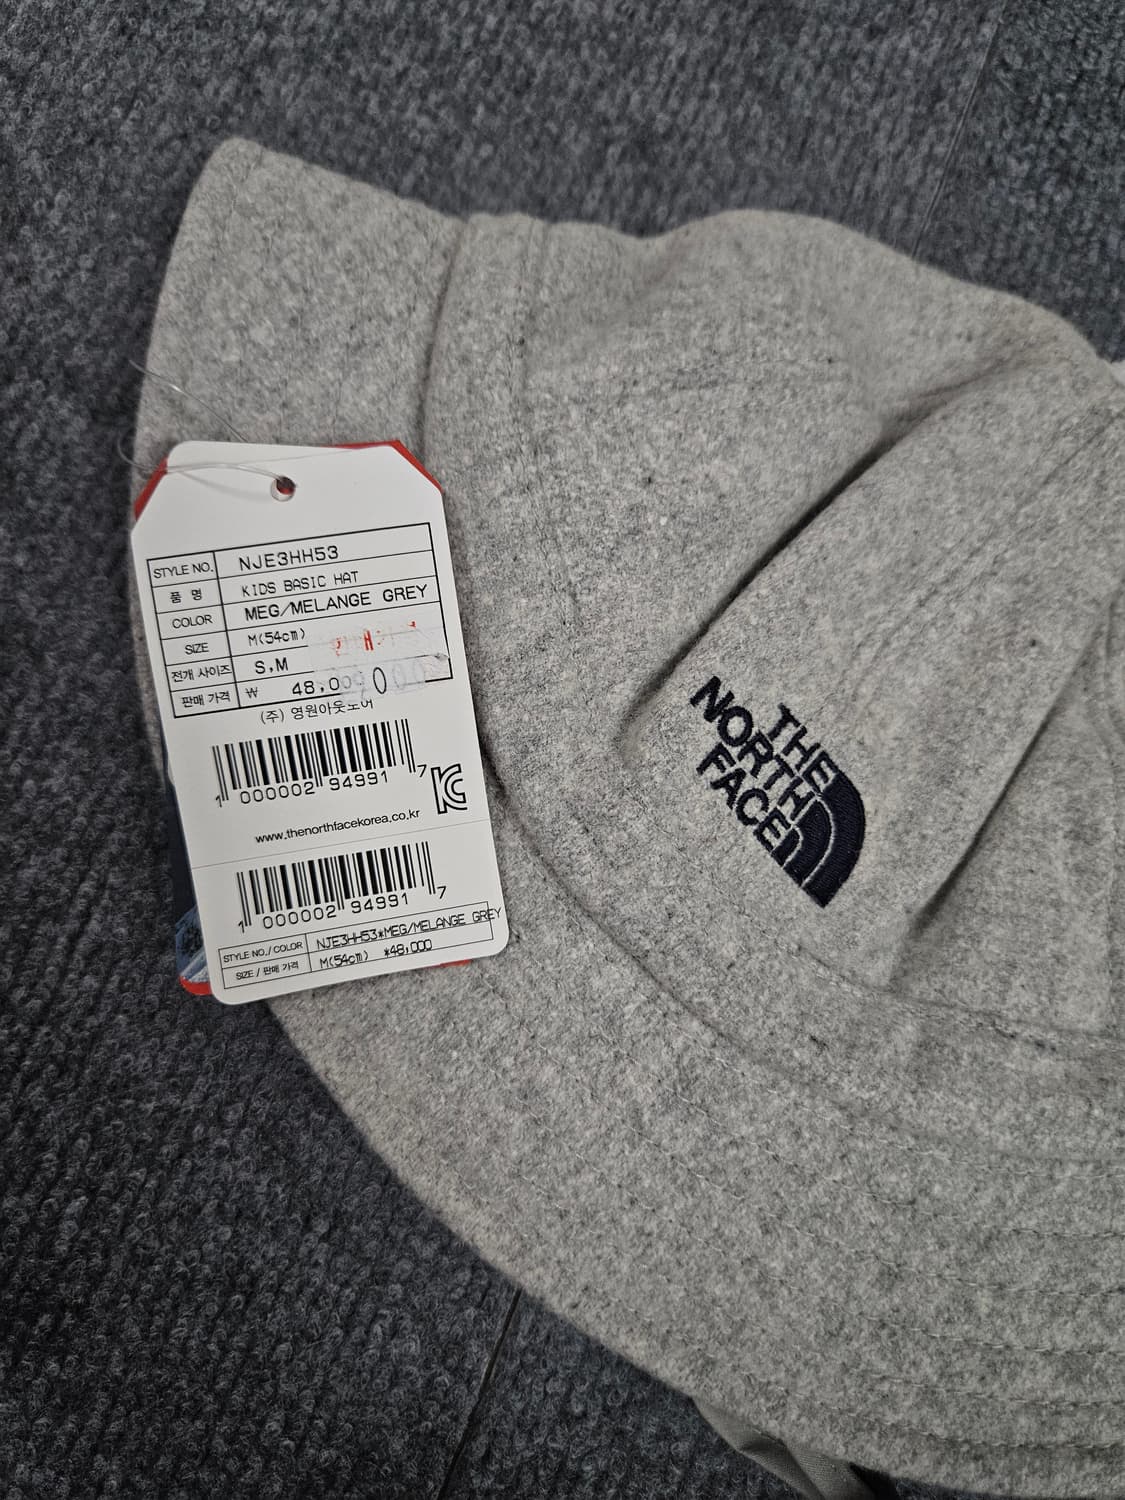 STYLE NO. NJE3HH53
품 명 KIDS BASIC HAT
COLOR MEG/MELANGE GREY
SIZE M(54cm)
전개 사이즈 S,M
판매 가격 ₩ 48,000
(주) 영원아웃도어
1 000002 94991 7
www.thenorthfacekorea.co.kr
1 000002 94991 7
STYLE NO./COLOR NJE3HH53*MEG/MELANGE GREY
SIZE / 판매 가격 M(54cm) *48,000
THE
NORTH
FACE